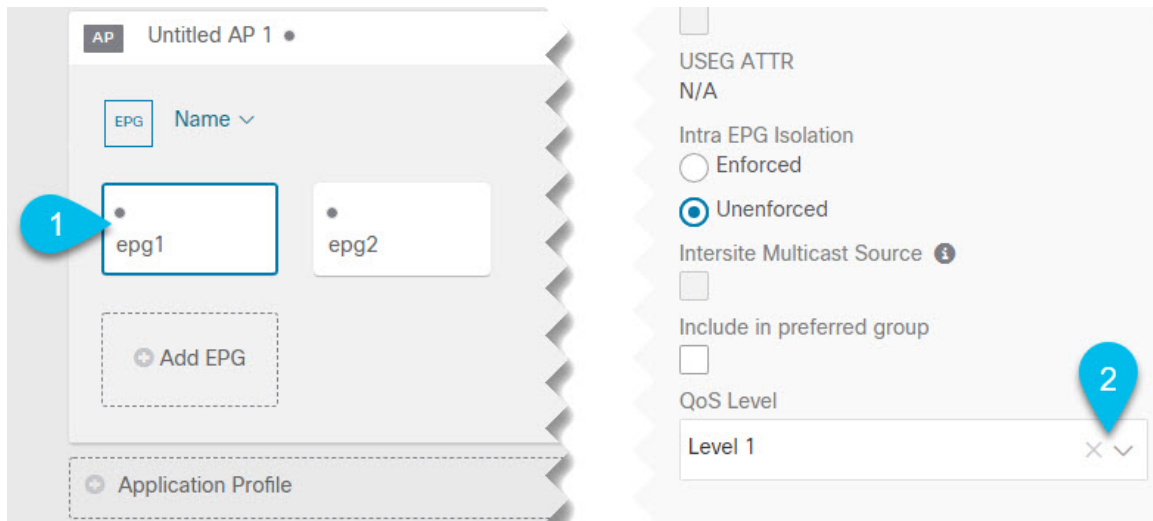 AP Untitled AP 1
EPG Name
1
epg1
epg2
Add EPG
Application Profile
USEG ATTR
N/A
Intra EPG Isolation
Enforced
Unenforced
Intersite Multicast Source
Include in preferred group
2
QoS Level
Level 1